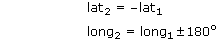 lat₂ = -lat₁
long₂ = long₁ ± 180°